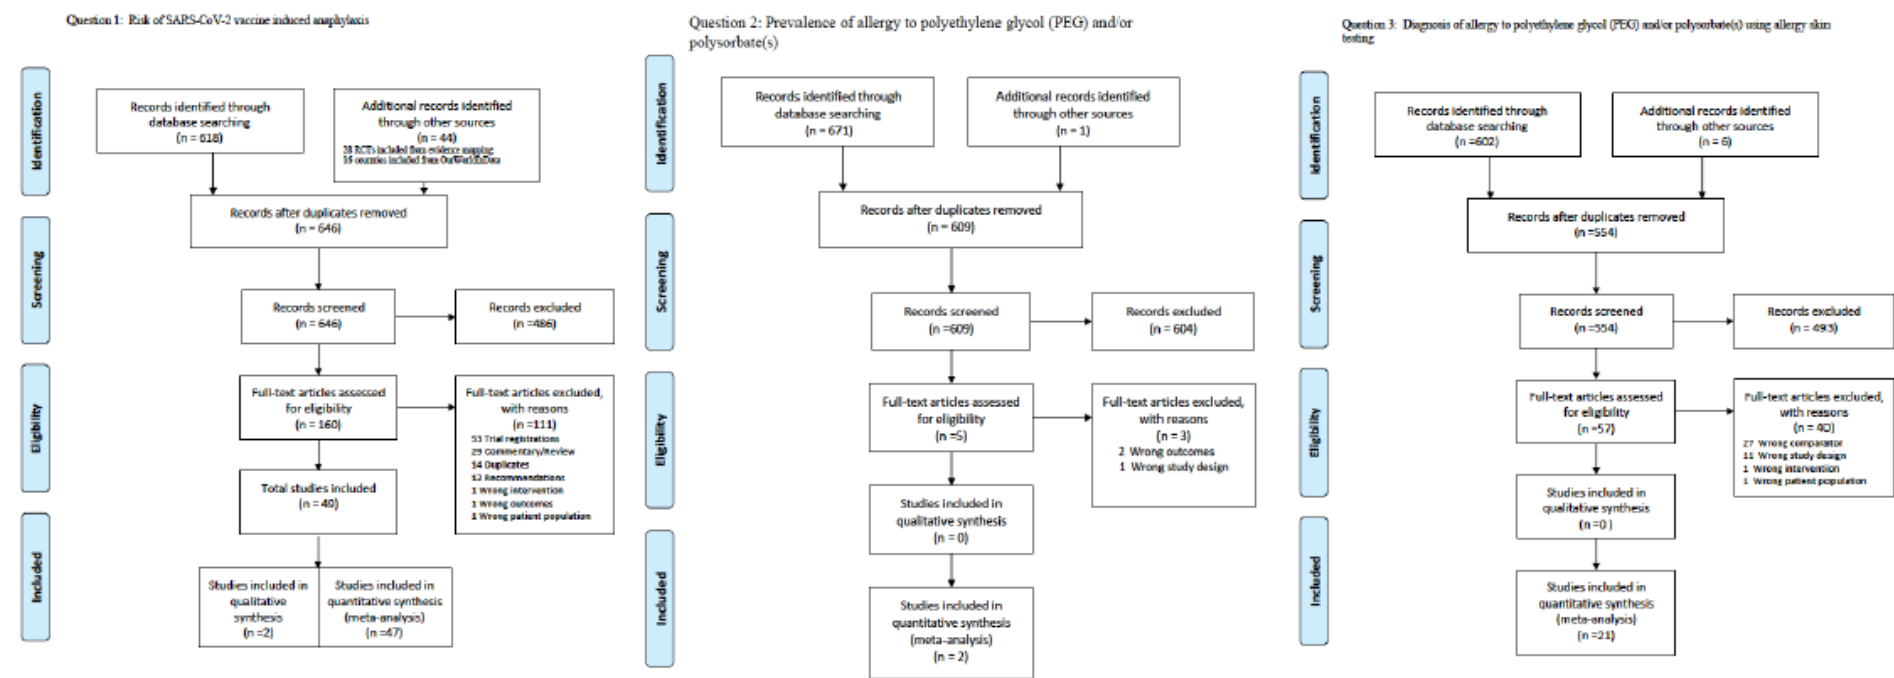 Question 1: Risk of SARS-CoV-2 vaccine induced anaphylaxis
Identification
Records identified through
database searching
(n = 618)
Additional records identified
through other sources
(n = 44)
28 RCTs included from evidence mapping
16 countries included from OurWorldInData
Records after duplicates removed
(n = 646)
Screening
Records screened
(n = 646)
Records excluded
(n =486)
Eligibility
Full-text articles assessed
for eligibility
(n = 160)
Full-text articles excluded,
with reasons
(n =111)
53 Trial registrations
29 Commentary/Review
14 Duplicates
12 Recommendations
1 Wrong intervention
1 Wrong outcomes
1 Wrong patient population
Total studies included
(n = 49)
Included
Studies included in
qualitative
synthesis
(n =2)
Studies included in
quantitative synthesis
(meta-analysis)
(n =47)
Question 2: Prevalence of allergy to polyethylene glycol (PEG) and/or
polysorbate(s)
Identification
Records identified through
database searching
(n = 671)
Additional records identified
through other sources
(n = 1)
Records after duplicates removed
(n = 609)
Screening
Records screened
(n =609)
Records excluded
(n = 604)
Eligibility
Full-text articles assessed
for eligibility
(n =5)
Full-text articles excluded,
with reasons
(n = 3)
2 Wrong outcomes
1 Wrong study design
Studies included in
qualitative synthesis
(n = 0)
Included
Studies included in
quantitative synthesis
(meta-analysis)
(n = 2)
Question 3: Diagnosis of allergy to polyethylene glycol (PEG) and/or polysorbate(s) using allergy skin
testing
Identification
Records identified through
database searching
(n =602)
Additional records identified
through other sources
(n = 6)
Records after duplicates removed
(n =554)
Screening
Records screened
(n =554)
Records excluded
(n = 493)
Eligibility
Full-text articles assessed
for eligibility
(n =57)
Full-text articles excluded,
with reasons
(n = 40)
27 Wrong comparator
11 Wrong study design
1 Wrong intervention
1 Wrong patient population
Studies included in
qualitative synthesis
(n =0 )
Included
Studies included in
quantitative synthesis
(meta-analysis)
(n =21)